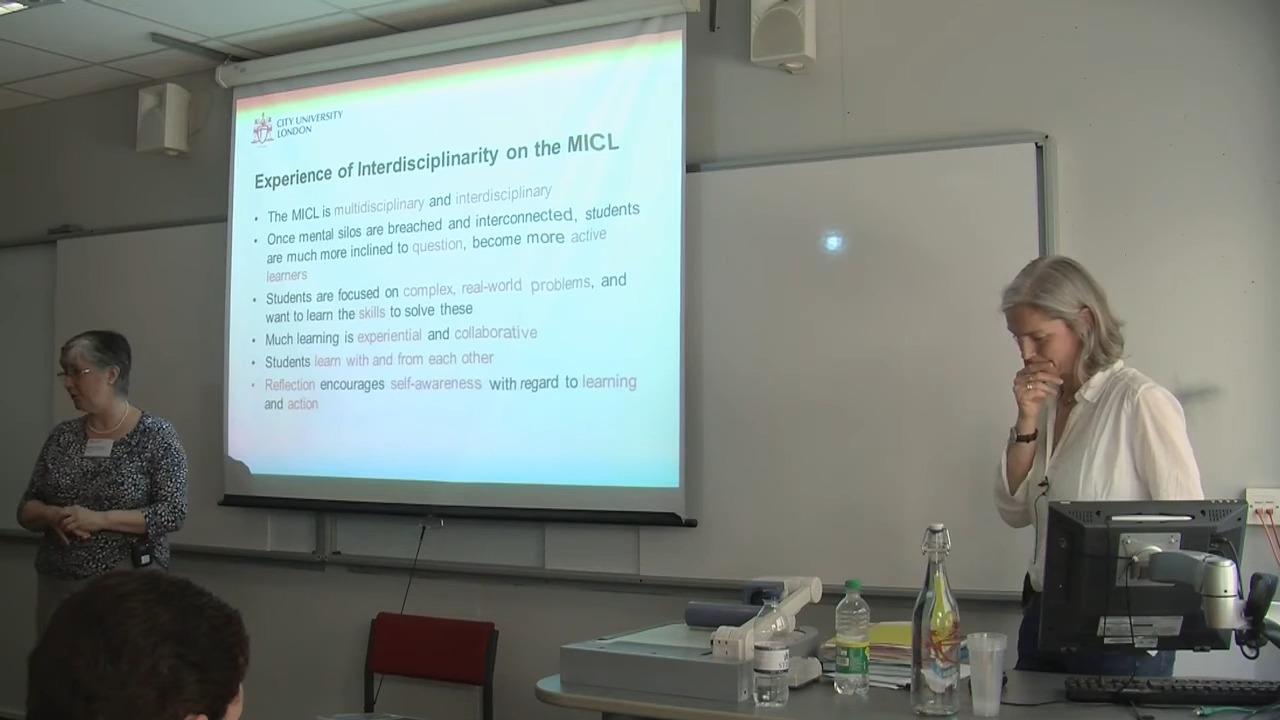 CITY UNIVERSITY
LONDON
Experience of Interdisciplinarity on the MICL
• The MICL is multidisciplinary and interdisciplinary
• Once mental silos are breached and interconnected, students
are much more inclined to question, become more active
learners
• Students are focused on complex, real-world problems, and
want to learn the skills to solve these
• Much learning is experiential and collaborative
• Students learn with and from each other
• Reflection encourages self-awareness with regard to learning
and action